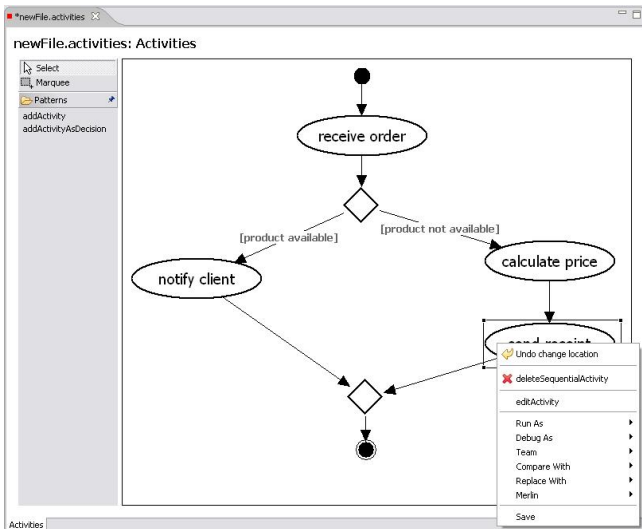 *newFile.activities
newFile.activities: Activities
Select
Marquee
Patterns
addActivity
addActivityAsDecision
receive order
[product available]
[product not available]
notify client
calculate price
Undo change location
deleteSequentialActivity
editActivity
Run As
Debug As
Team
Compare With
Replace With
Merlin
Save
Activities